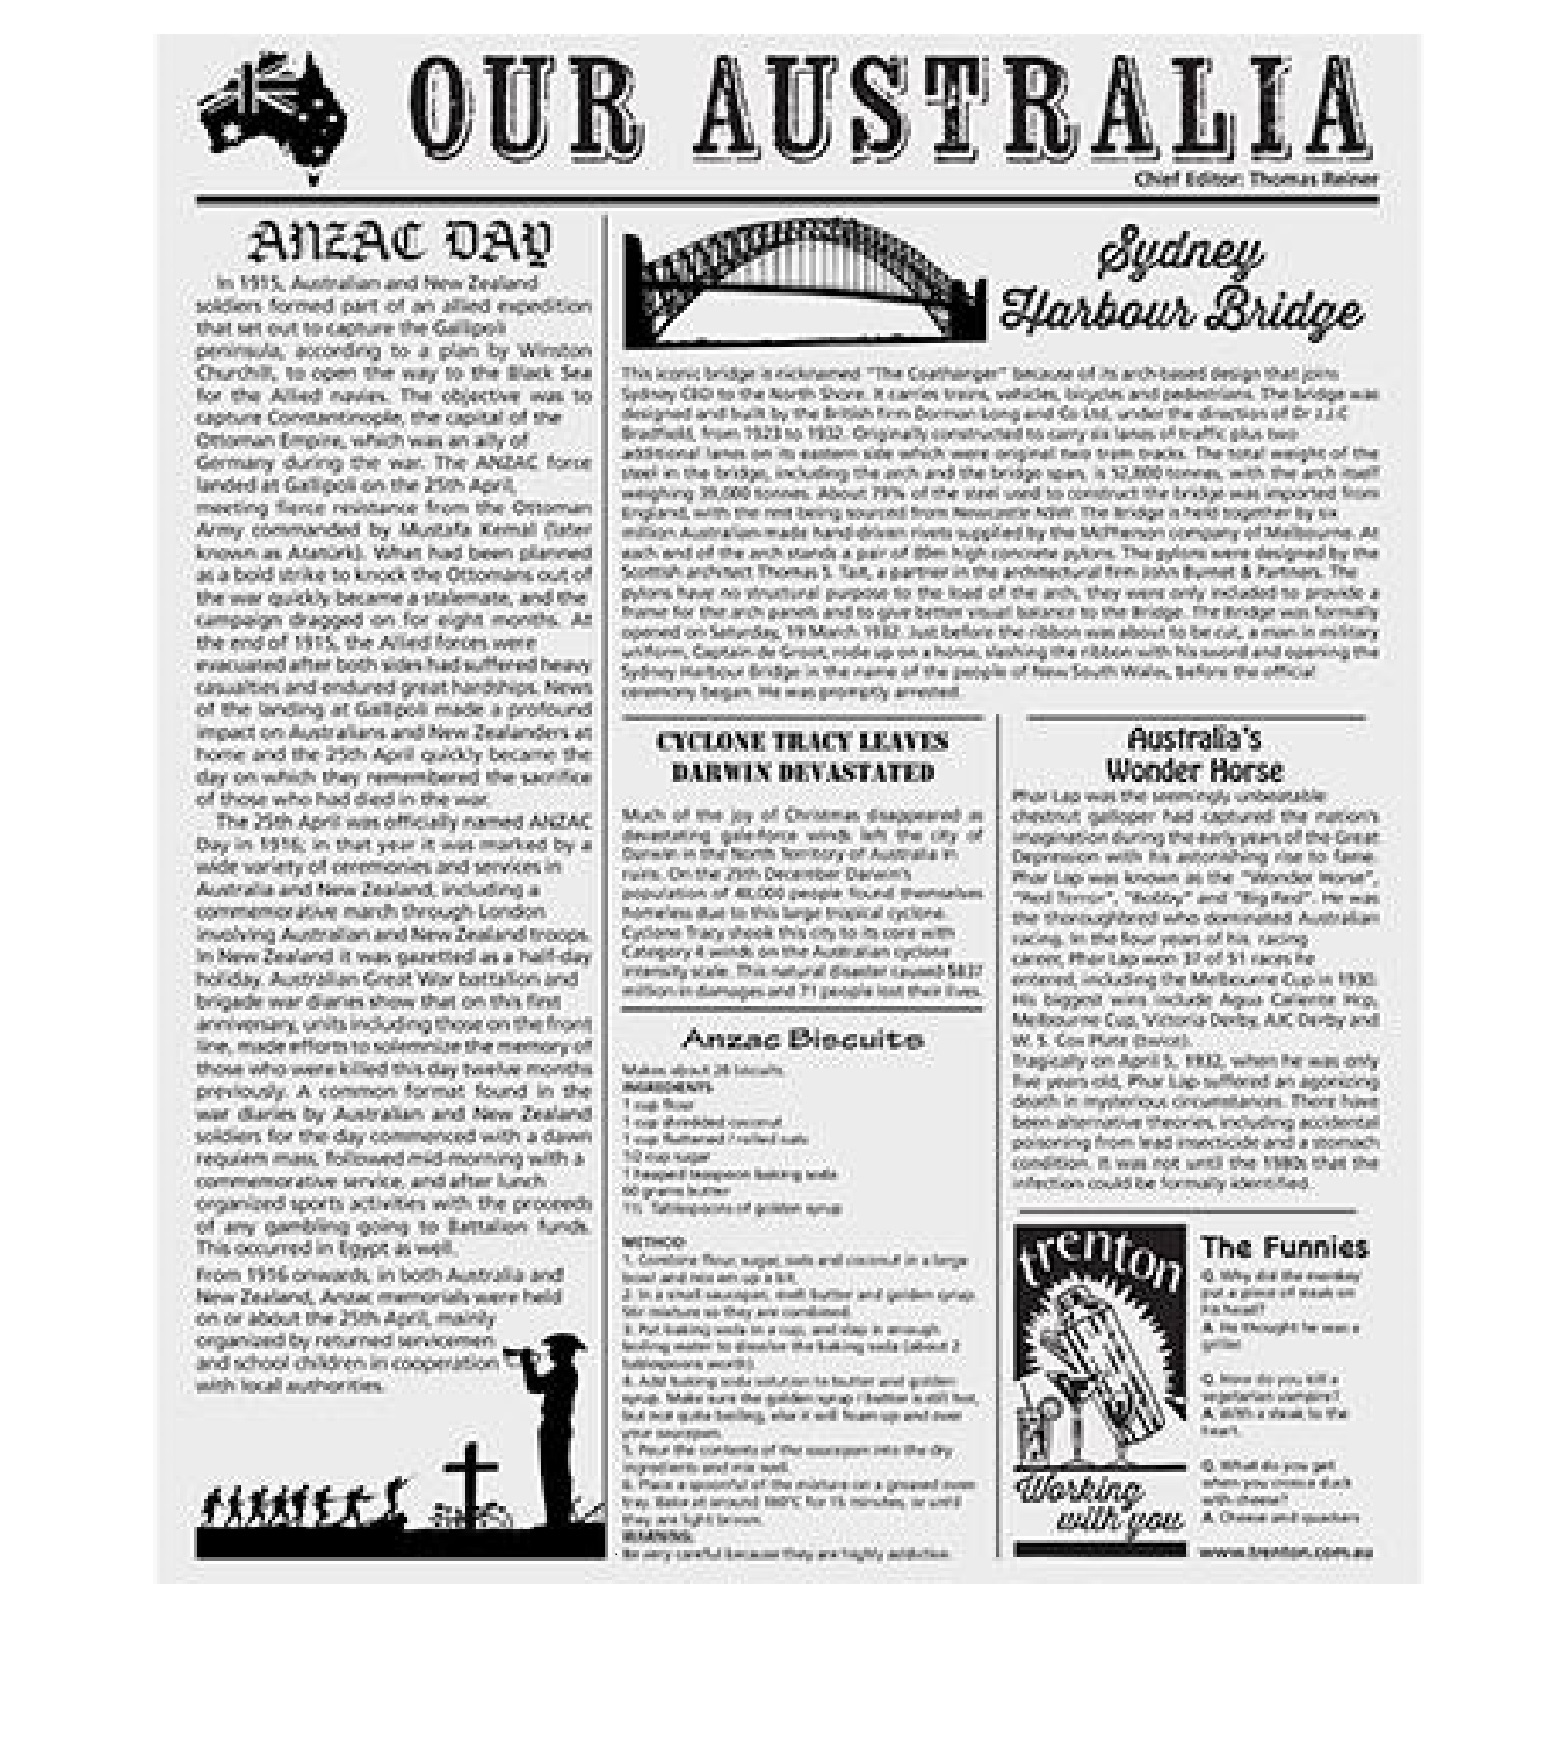 OUR AUSTRALIA
Chief Editor: Thomas Reiner
ANZAC DAY
In 1915, Australian and New Zealand
soldiers formed part of an allied expedition
that set out to capture the Gallipoli
peninsula, according to a plan by Winston
Churchill, to open the way to the Black Sea
for the Allied navies. The objective was to
capture Constantinople, the capital of the
Ottoman Empire, which was an ally of
Germany during the war. The ANZAC force
landed at Gallipoli on the 25th April,
meeting fierce resistance from the Ottoman
Army commanded by Mustafa Kemal (later
known as Atatürk). What had been planned
as a bold strike to knock the Ottomans out of
the war quickly became a stalemate, and the
campaign dragged on for eight months. At
the end of 1915, the Allied forces were
evacuated after both sides had suffered heavy
casualties and endured great hardships. News
of the landing at Gallipoli made a profound
impact on Australians and New Zealanders at
home and the 25th April quickly became the
day on which they remembered the sacrifice
of those who had died in the war.
The 25th April was officially named ANZAC
Day in 1916; in that year it was marked by a
wide variety of ceremonies and services in
Australia and New Zealand, including a
commemorative march through London
involving Australian and New Zealand troops.
In New Zealand it was gazetted as a half-day
holiday. Australian Great War battalion and
brigade war diaries show that on this first
anniversary, units including those on the front
line, made efforts to solemnize the memory of
those who were killed this day twelve months
previously. A common format found in the
war diaries by Australian and New Zealand
soldiers for the day commenced with a dawn
requiem mass, followed mid-morning with a
commemorative service, and after lunch
organized sports activities with the proceeds
of any gambling going to Battalion funds.
This occurred in Egypt as well.
From 1916 onwards, in both Australia and
New Zealand, Anzac memorials were held
on or about the 25th April, mainly
organized by returned servicemen
and school children in cooperation
with local authorities.
Sydney
Harbour Bridge
This iconic bridge is nicknamed "The Coathanger" because of its arch-based design that joins
Sydney CBD to the North Shore. It carries trains, vehicles, bicycles and pedestrians. The bridge was
designed and built by the British firm Dorman Long and Co Ltd, under the direction of Dr J.J.C
Bradfield, from 1923 to 1932. Originally constructed to carry six lanes of traffic plus two
additional lanes on its eastern side which were original two tram tracks. The total weight of the
steel in the bridge, including the arch and the bridge span, is 52,800 tonnes, with the arch itself
weighing 39,000 tonnes. About 79% of the steel used to construct the bridge was imported from
England, with the rest being sourced from Newcastle NSW. The Bridge is held together by six
million Australian made hand driven rivets supplied by the McPherson company of Melbourne. At
each end of the arch stands a pair of 89m high concrete pylons. The pylons were designed by the
Scottish architect Thomas S. Tait, a partner in the architectural firm John Burnet & Partners. The
pylons have no structural purpose to the load of the arch, they were only included to provide a
frame for the arch panels and to give better visual balance to the Bridge. The Bridge was formally
opened on Saturday, 19 March 1932. Just before the ribbon was about to be cut, a man in military
uniform, Captain de Groot, rode up on a horse, slashing the ribbon with his sword and opening the
Sydney Harbour Bridge in the name of the people of New South Wales, before the official
ceremony began. He was promptly arrested.
CYCLONE TRACY LEAVES
DARWIN DEVASTATED
Much of the joy of Christmas disappeared as
devastating gale-force winds left the city of
Darwin in the North Territory of Australia in
ruins. On the 25th December Darwin's
population of 48,000 people found themselves
homeless due to this large tropical cyclone.
Cyclone Tracy shook this city to its core with
Category 4 winds on the Australian cyclone
intensity scale. This natural disaster caused $837
million in damages and 71 people lost their lives.
Anzac Biscuits
Makes about 28 biscuits.
INGREDIENTS
1 cup flour
1 cup shredded coconut
1 cup flattened / rolled oats
1/2 cup sugar
1 heaped teaspoon baking soda
60 grams butter
1½ Tablespoons of golden syrup
METHOD
1. Combine flour, sugar, oats and coconut in a large
bowl and mix em up a bit.
2. In a small saucepan, melt butter and golden syrup.
Stir mixture so they are combined.
3. Put baking soda in a cup, and slap in enough
boiling water to dissolve the baking soda (about 2
tablespoons worth)
4. Add baking soda solution to butter and golden
syrup. Make sure the golden syrup / butter is still hot,
but not quite boiling, else it will foam up and over
your saucepan.
5. Pour the contents of the saucepan into the dry
ingredients and mix well.
6. Place a spoonful of the mixture on a greased oven
tray. Bake at around 180°C for 15 minutes, or until
they are light brown.
WARNING:
Be very careful because they are highly addictive.
Australia's
Wonder Horse
Phar Lap was the seemingly unbeatable
chestnut galloper had captured the nation's
imagination during the early years of the Great
Depression with his astonishing rise to fame.
Phar Lap was known as the "Wonder Horse",
"Red Terror", "Bobby" and "Big Red". He was
the thoroughbred who dominated Australian
racing. In the four years of his racing
career, Phar Lap won 37 of 51 races he
entered, including the Melbourne Cup in 1930.
His biggest wins include Agua Caliente Hcp,
Melbourne Cup, Victoria Derby, AJC Derby and
W. S. Cox Plate (twice).
Tragically on April 5, 1932, when he was only
five years old, Phar Lap suffered an agonizing
death in mysterious circumstances. There have
been alternative theories, including accidental
poisoning from lead insecticide and a stomach
condition. It was not until the 1980s that the
infection could be formally identified.
trenton
Working
with you
The Funnies
Q. Why did the monkey
put a piece of steak on
his head?
A. He thought he was a
griller
Q. How do you kill a
vegetarian vampire?
A. With a steak to the
heart.
Q. What do you get
when you cross a duck
with cheese?
A. Cheese and quackers
www.trenton.com.au